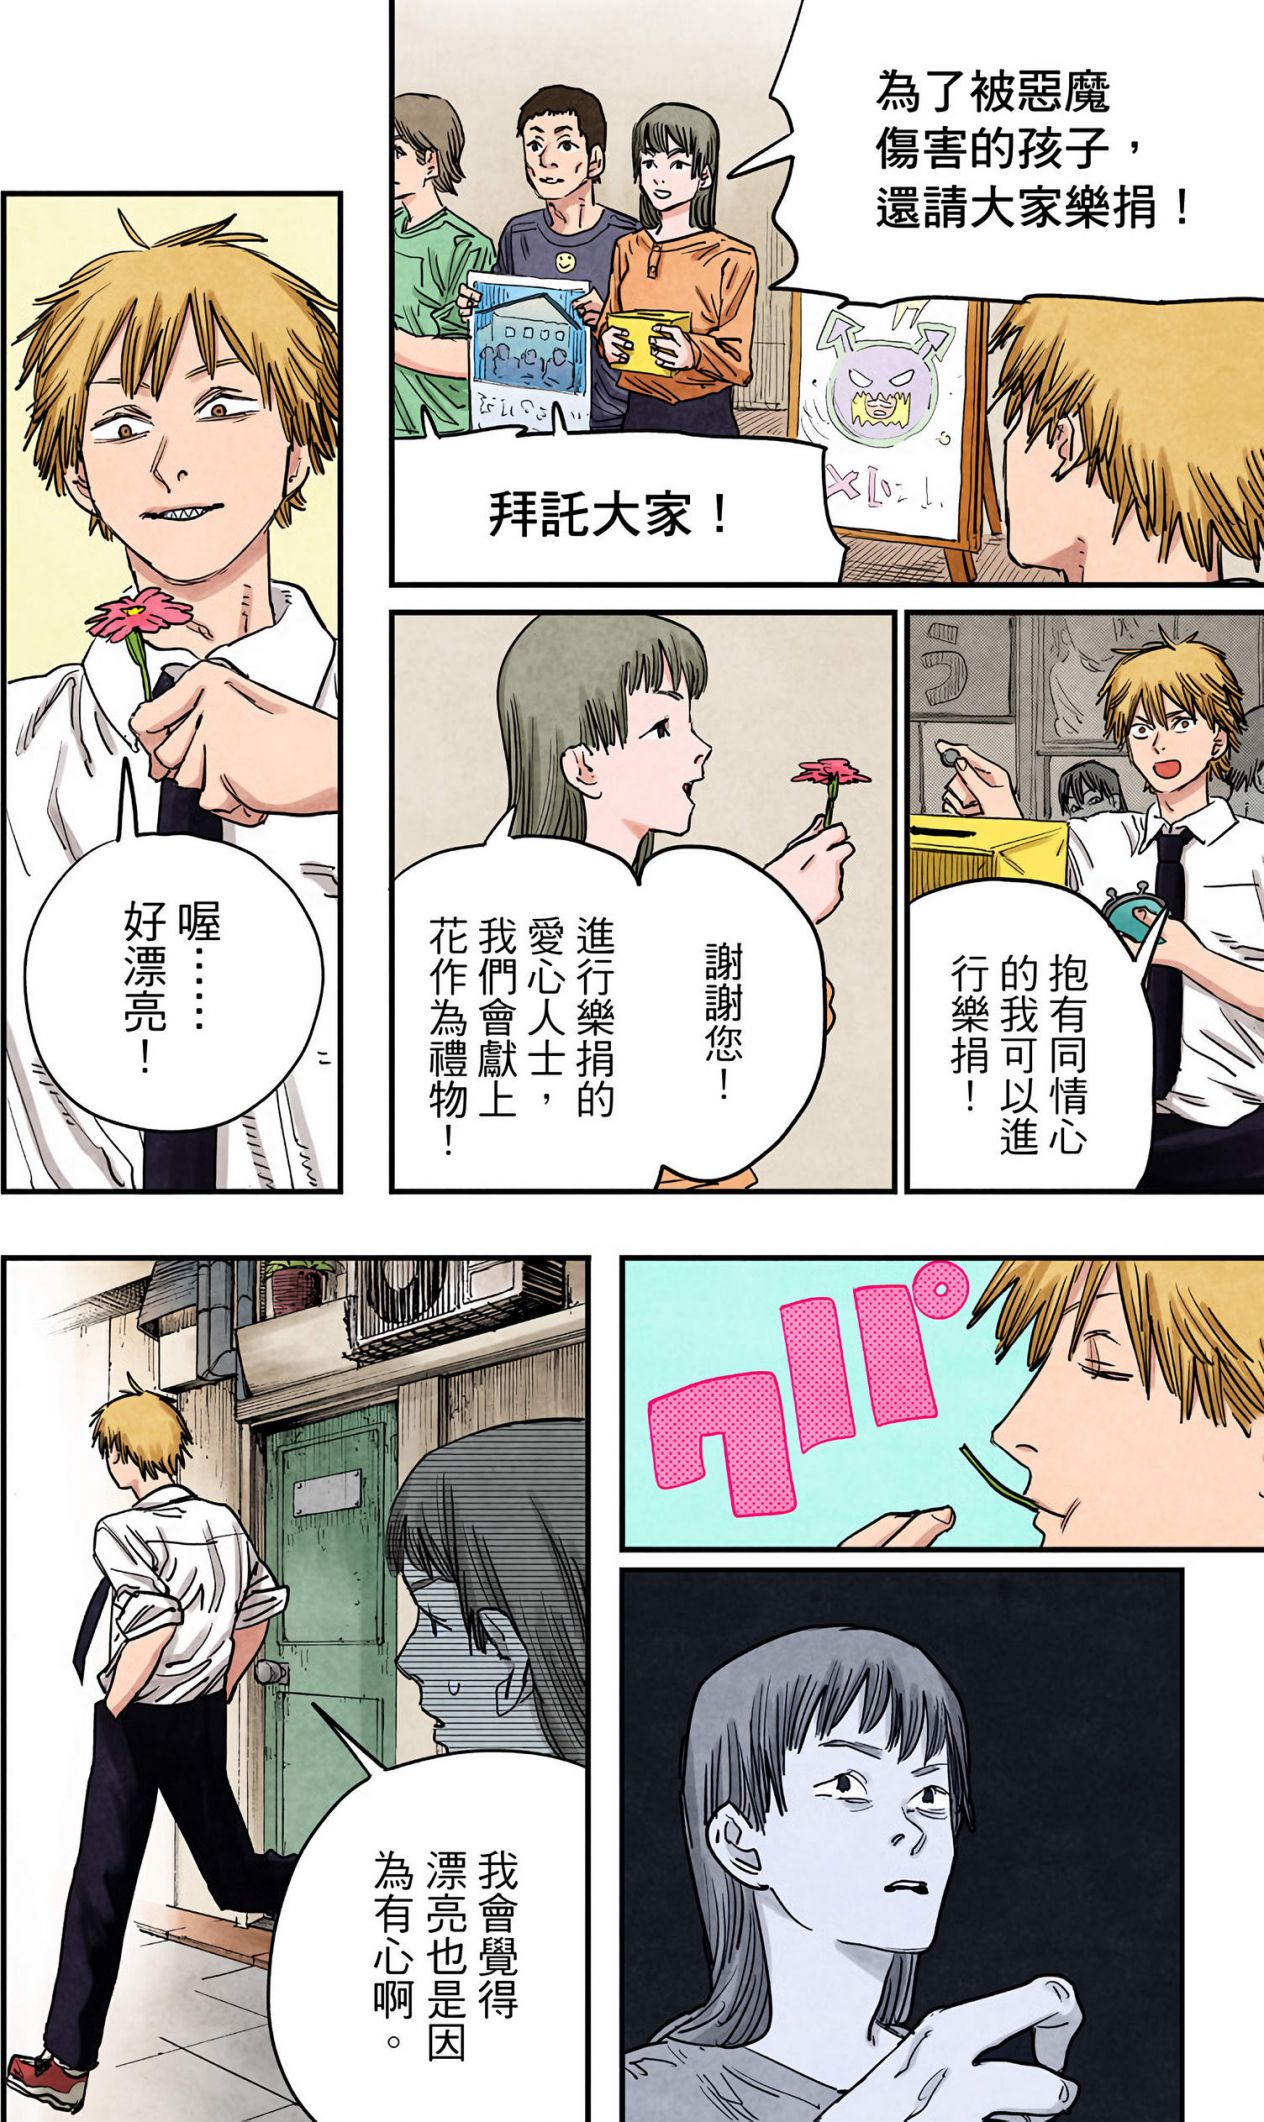 為了被惡魔
傷害的孩子，
還請大家樂捐！
拜託大家！
抱有同情心
的我可以進
行樂捐！
謝謝您！
進行樂捐的
愛心人士，
我們會獻上
花作為禮物！
喔⋯⋯
好漂亮！
パク
我會覺得
漂亮也是因
為有心啊。